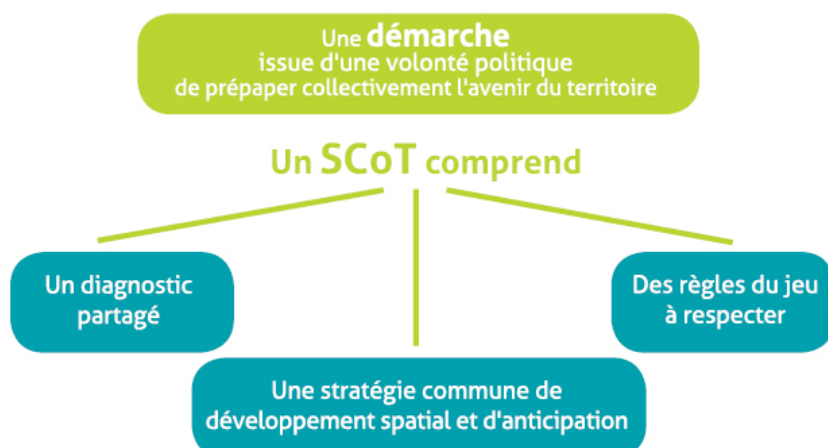 Une démarche
issue d'une volonté politique
de prépaper collectivement l'avenir du territoire
Un SCoT comprend
Un diagnostic
partagé
Des règles du jeu
à respecter
Une stratégie commune de
développement spatial et d'anticipation